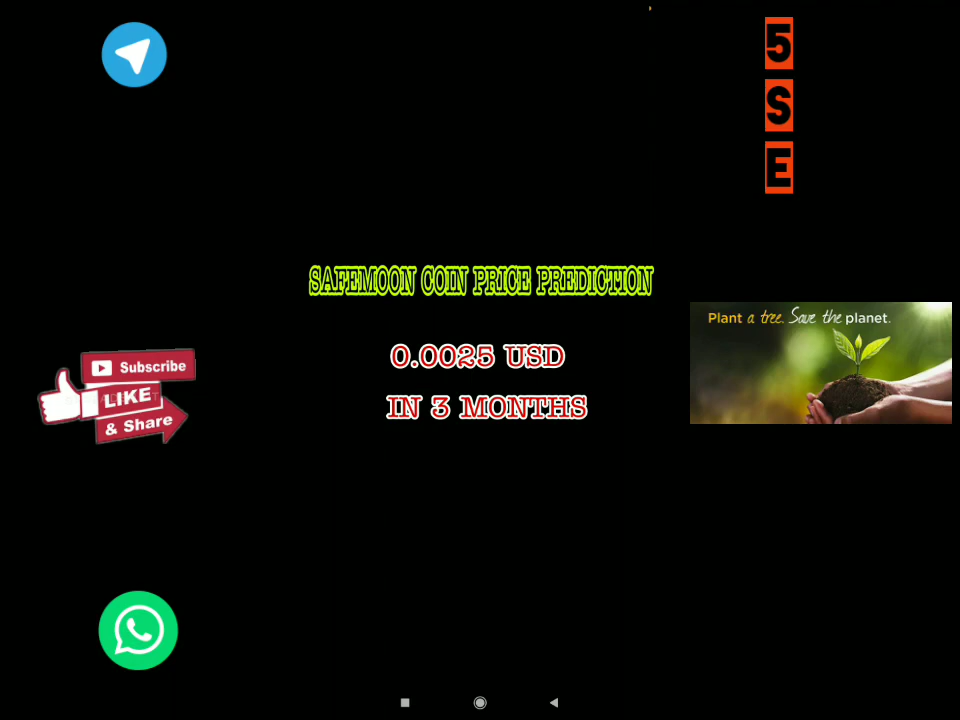 5
S
E
SAFEMOON COIN PRICE PREDICTION
Plant a tree. Save the planet.
0.0025 USD
IN 3 MONTHS
Subscribe
LIKE
& Share